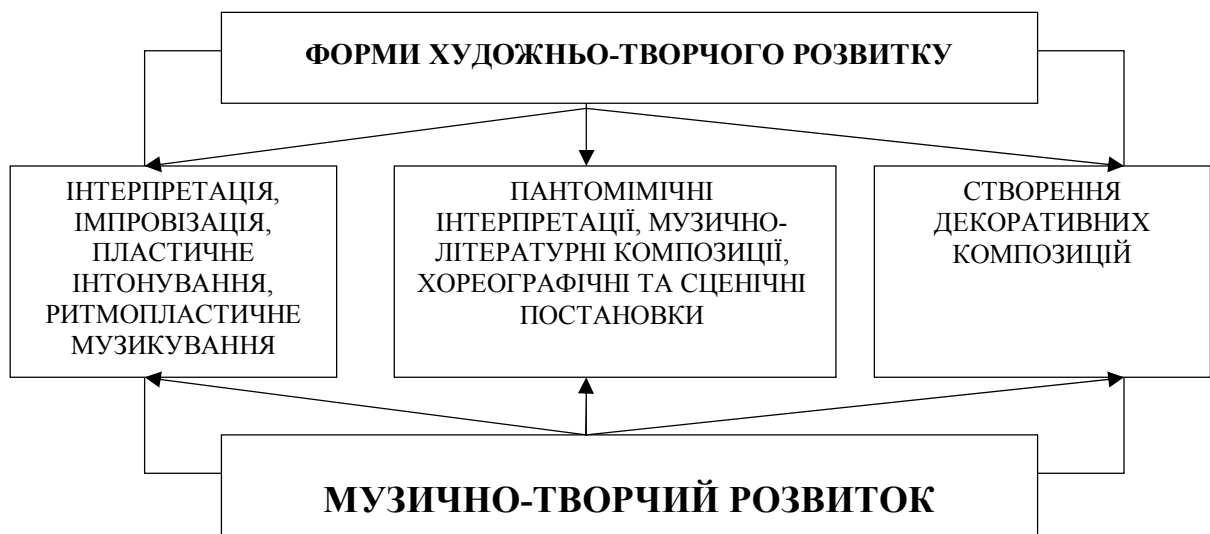 ФОРМИ ХУДОЖНЬО-ТВОРЧОГО РОЗВИТКУ
ІНТЕРПРЕТАЦІЯ,
ІМПРОВІЗАЦІЯ,
ПЛАСТИЧНЕ
ІНТОНУВАННЯ,
РИТМОПЛАСТИЧНЕ
МУЗИКУВАННЯ
ПАНТОМІМІЧНІ
ІНТЕРПРЕТАЦІЇ, МУЗИЧНО-
ЛІТЕРАТУРНІ КОМПОЗИЦІЇ,
ХОРЕОГРАФІЧНІ ТА СЦЕНІЧНІ
ПОСТАНОВКИ
СТВОРЕННЯ
ДЕКОРАТИВНИХ
КОМПОЗИЦІЙ
МУЗИЧНО-ТВОРЧИЙ РОЗВИТОК